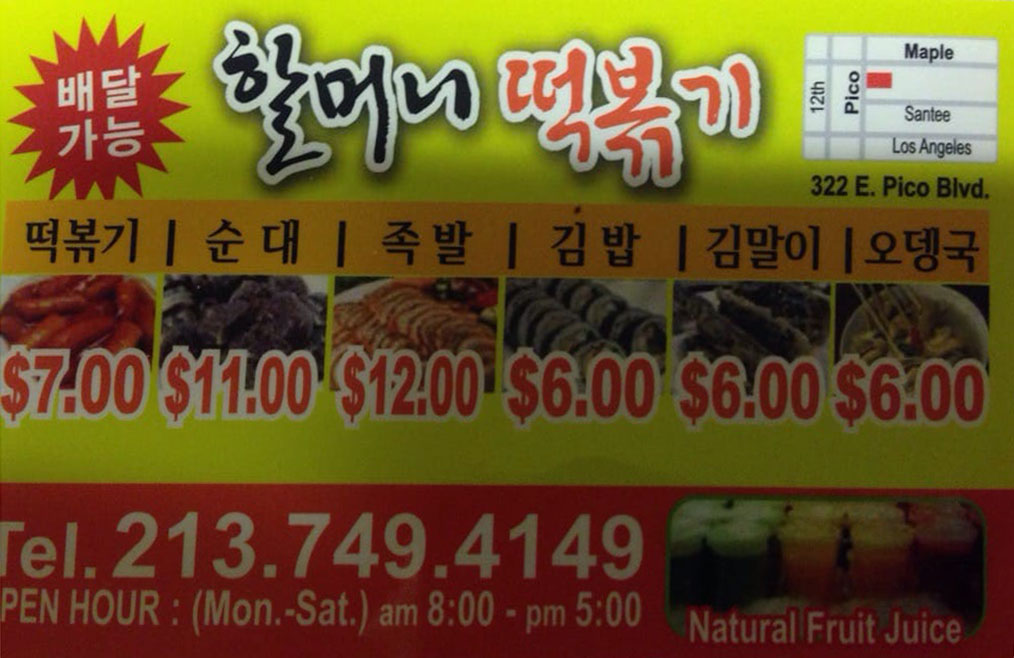 배달
가능
할머니 떡볶기
Maple
12th
Pico
Santee
Los Angeles
322 E. Pico Blvd.
떡볶기 | 순대 | 족발 | 김밥 | 김말이 | 오뎅국
$7.00 $11.00 $12.00 $6.00 $6.00 $6.00
Tel. 213.749.4149
PEN HOUR : (Mon.-Sat.) am 8:00 - pm 5:00
Natural Fruit Juice